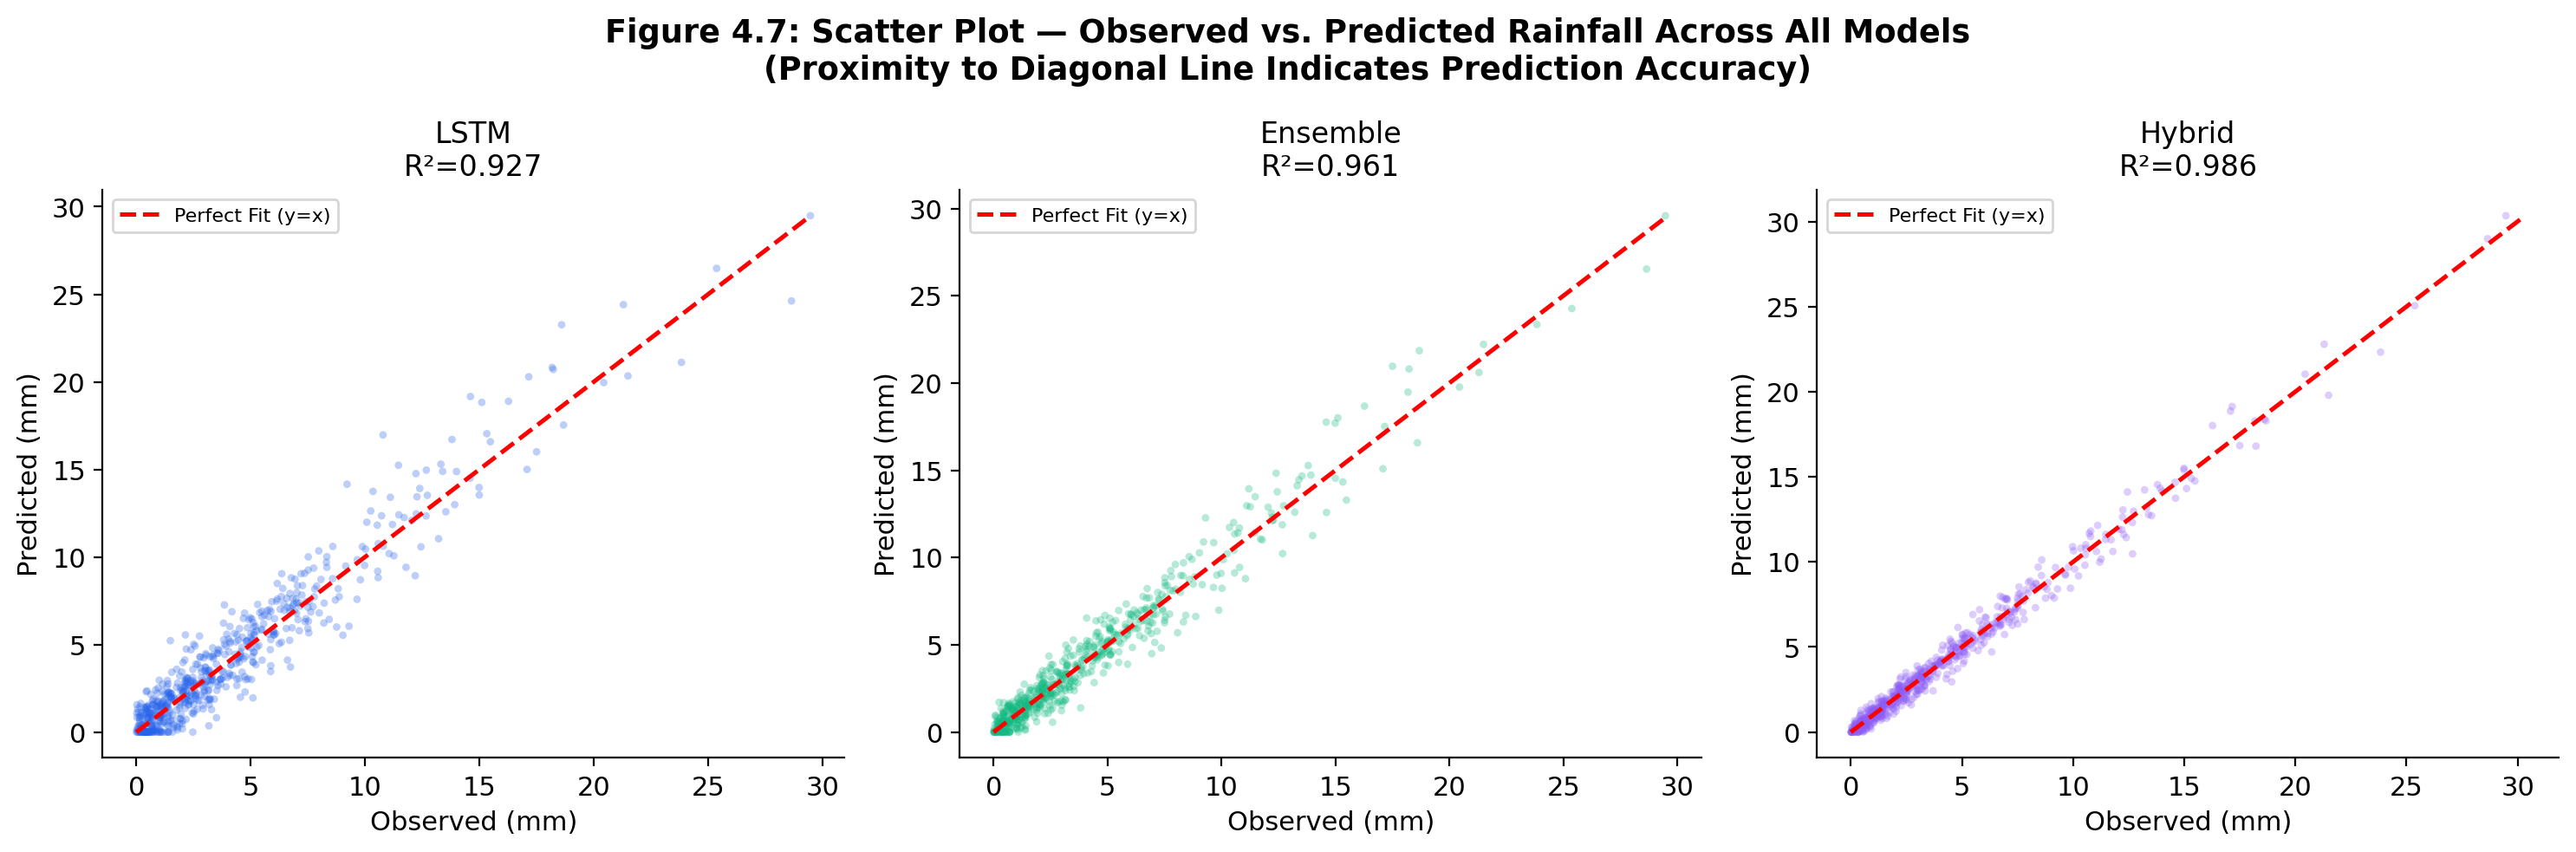 Figure 4.7: Scatter Plot — Observed vs. Predicted Rainfall Across All Models
(Proximity to Diagonal Line Indicates Prediction Accuracy)
LSTM
R²=0.927
Perfect Fit (y=x)
30
25
20
15
10
5
0
Predicted (mm)
0 5 10 15 20 25 30
Observed (mm)
Ensemble
R²=0.961
Perfect Fit (y=x)
30
25
20
15
10
5
0
Predicted (mm)
0 5 10 15 20 25 30
Observed (mm)
Hybrid
R²=0.986
Perfect Fit (y=x)
30
25
20
15
10
5
0
Predicted (mm)
0 5 10 15 20 25 30
Observed (mm)